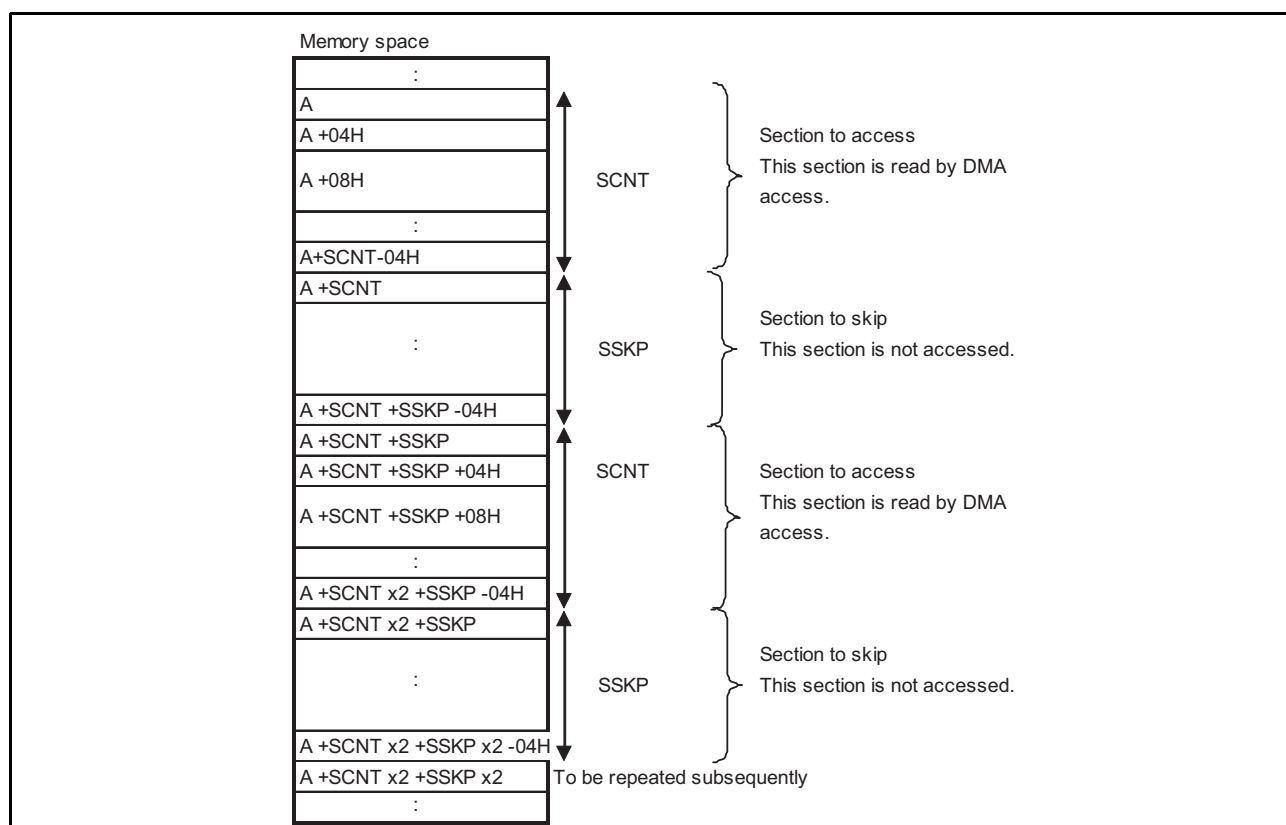 Memory space
:
A
A +04H
A +08H
SCNT
Section to access
This section is read by DMA
access.
:
A+SCNT-04H
A +SCNT
:
SSKP
Section to skip
This section is not accessed.
A +SCNT +SSKP -04H
A +SCNT +SSKP
A +SCNT +SSKP +04H
SCNT
Section to access
This section is read by DMA
access.
A +SCNT +SSKP +08H
:
A +SCNT x2 +SSKP -04H
A +SCNT x2 +SSKP
:
SSKP
Section to skip
This section is not accessed.
A +SCNT x2 +SSKP x2 -04H
A +SCNT x2 +SSKP x2
To be repeated subsequently
: